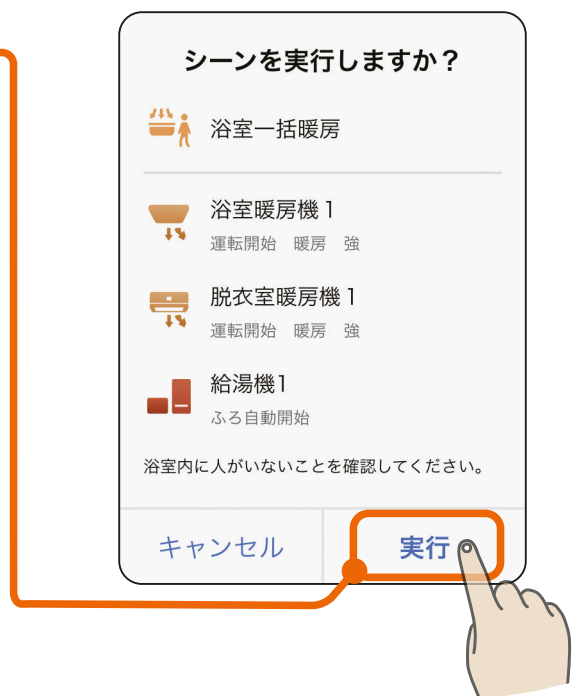 シーンを実行しますか？
浴室一括暖房
浴室暖房機1
運転開始　暖房　強
脱衣室暖房機1
運転開始　暖房　強
給湯機1
ふろ自動開始
浴室内に人がいないことを確認してください。
キャンセル
実行